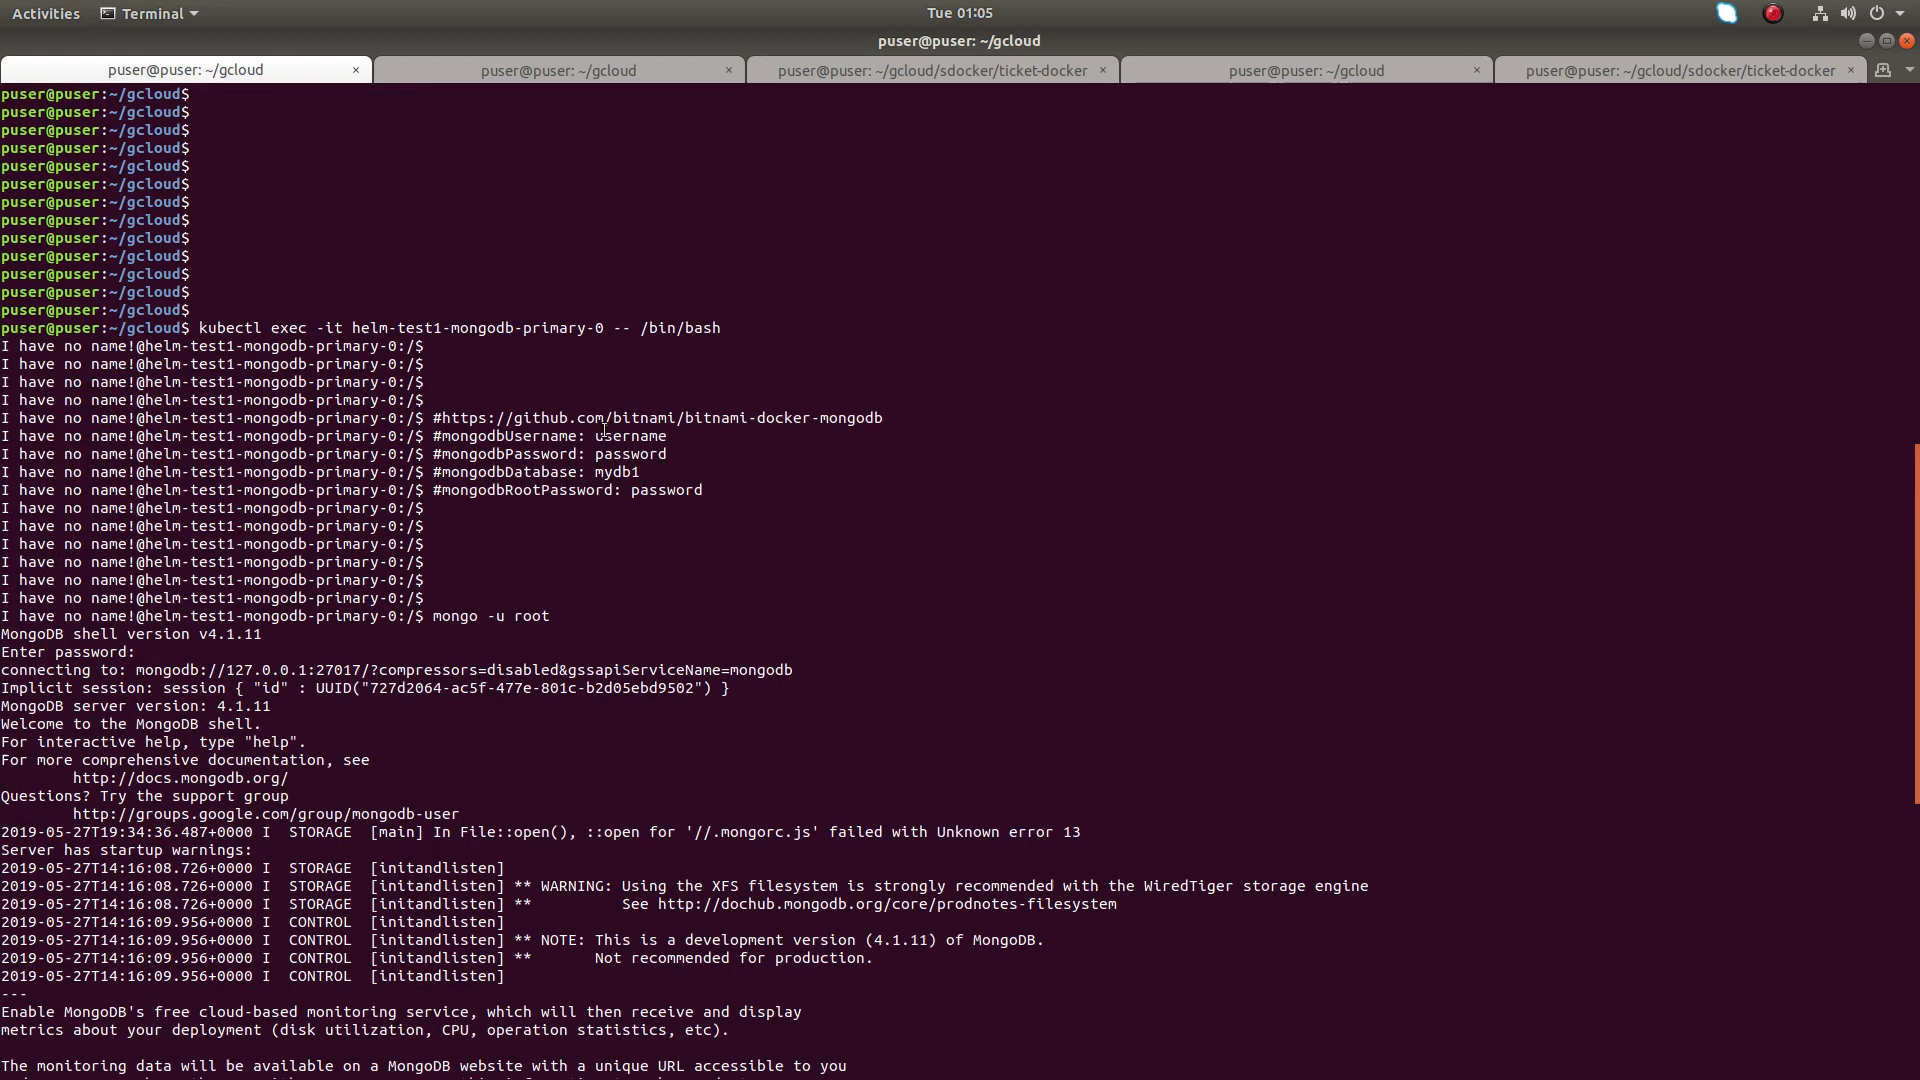 Activities Terminal Tue 01:05
puser@puser: ~/gcloud
puser@puser: ~/gcloud × puser@puser: ~/gcloud × puser@puser: ~/gcloud/sdocker/ticket-docker × puser@puser: ~/gcloud × puser@puser: ~/gcloud/sdocker/ticket-docker ×
puser@puser:~/gcloud$
puser@puser:~/gcloud$
puser@puser:~/gcloud$
puser@puser:~/gcloud$
puser@puser:~/gcloud$
puser@puser:~/gcloud$
puser@puser:~/gcloud$
puser@puser:~/gcloud$
puser@puser:~/gcloud$
puser@puser:~/gcloud$
puser@puser:~/gcloud$
puser@puser:~/gcloud$
puser@puser:~/gcloud$
puser@puser:~/gcloud$ kubectl exec -it helm-test1-mongodb-primary-0 -- /bin/bash
I have no name!@helm-test1-mongodb-primary-0:/$
I have no name!@helm-test1-mongodb-primary-0:/$
I have no name!@helm-test1-mongodb-primary-0:/$
I have no name!@helm-test1-mongodb-primary-0:/$
I have no name!@helm-test1-mongodb-primary-0:/$ #https://github.com/bitnami/bitnami-docker-mongodb
I have no name!@helm-test1-mongodb-primary-0:/$ #mongodbUsername: username
I have no name!@helm-test1-mongodb-primary-0:/$ #mongodbPassword: password
I have no name!@helm-test1-mongodb-primary-0:/$ #mongodbDatabase: mydb1
I have no name!@helm-test1-mongodb-primary-0:/$ #mongodbRootPassword: password
I have no name!@helm-test1-mongodb-primary-0:/$
I have no name!@helm-test1-mongodb-primary-0:/$
I have no name!@helm-test1-mongodb-primary-0:/$
I have no name!@helm-test1-mongodb-primary-0:/$
I have no name!@helm-test1-mongodb-primary-0:/$
I have no name!@helm-test1-mongodb-primary-0:/$
I have no name!@helm-test1-mongodb-primary-0:/$ mongo -u root
MongoDB shell version v4.1.11
Enter password:
connecting to: mongodb://127.0.0.1:27017/?compressors=disabled&gssapiServiceName=mongodb
Implicit session: session { "id" : UUID("727d2064-ac5f-477e-801c-b2d05ebd9502") }
MongoDB server version: 4.1.11
Welcome to the MongoDB shell.
For interactive help, type "help".
For more comprehensive documentation, see
http://docs.mongodb.org/
Questions? Try the support group
http://groups.google.com/group/mongodb-user
2019-05-27T19:34:36.487+0000 I  STORAGE  [main] In File::open(), ::open for '//.mongorc.js' failed with Unknown error 13
Server has startup warnings:
2019-05-27T14:16:08.726+0000 I  STORAGE  [initandlisten]
2019-05-27T14:16:08.726+0000 I  STORAGE  [initandlisten] ** WARNING: Using the XFS filesystem is strongly recommended with the WiredTiger storage engine
2019-05-27T14:16:08.726+0000 I  STORAGE  [initandlisten] **          See http://dochub.mongodb.org/core/prodnotes-filesystem
2019-05-27T14:16:09.956+0000 I  CONTROL  [initandlisten]
2019-05-27T14:16:09.956+0000 I  CONTROL  [initandlisten] ** NOTE: This is a development version (4.1.11) of MongoDB.
2019-05-27T14:16:09.956+0000 I  CONTROL  [initandlisten] **       Not recommended for production.
2019-05-27T14:16:09.956+0000 I  CONTROL  [initandlisten]
---
Enable MongoDB's free cloud-based monitoring service, which will then receive and display
metrics about your deployment (disk utilization, CPU, operation statistics, etc).
The monitoring data will be available on a MongoDB website with a unique URL accessible to you